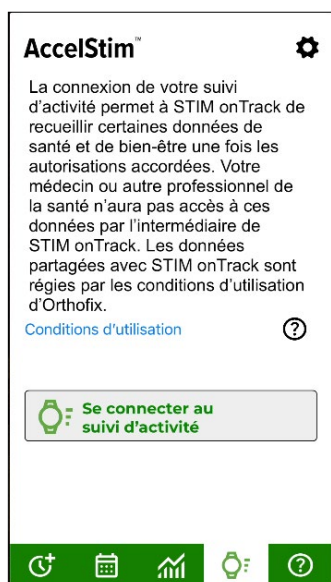 AccelStim™
La connexion de votre suivi
d’activité permet à STIM onTrack de
recueillir certaines données de
santé et de bien-être une fois les
autorisations accordées. Votre
médecin ou autre professionnel de
la santé n’aura pas accès à ces
données par l’intermédiaire de
STIM onTrack. Les données
partagées avec STIM onTrack sont
régies par les conditions d’utilisation
d’Orthofix.
Conditions d’utilisation
?
Se connecter au
suivi d’activité
?